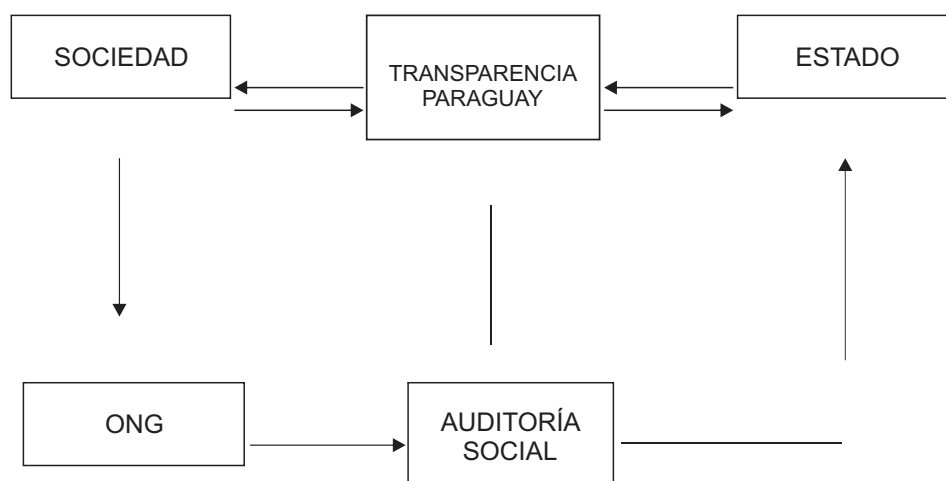 SOCIEDAD
TRANSPARENCIA
PARAGUAY
ESTADO
ONG
AUDITORÍA
SOCIAL